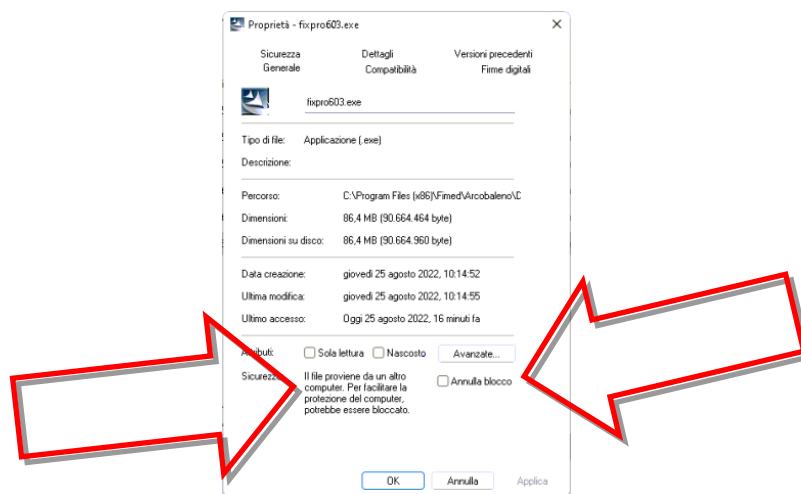 Proprietà - fixpro603.exe
Sicurezza Dettagli Versioni precedenti
Generale Compatibilità Firme digitali
fixpro603.exe
Tipo di file: Applicazione (.exe)
Descrizione:
Percorso: C:\Program Files (x86)\Fimed\Arcobaleno\D
Dimensioni: 86,4 MB (90.664.464 byte)
Dimensioni su disco: 86,4 MB (90.664.960 byte)
Data creazione: giovedì 25 agosto 2022, 10:14:52
Ultima modifica: giovedì 25 agosto 2022, 10:14:55
Ultimo accesso: Oggi 25 agosto 2022, 16 minuti fa
Attributi: Sola lettura Nascosto Avanzate...
Sicurezza Il file proviene da un altro
computer. Per facilitare la Annulla blocco
protezione del computer,
potrebbe essere bloccato.
OK Annulla Applica